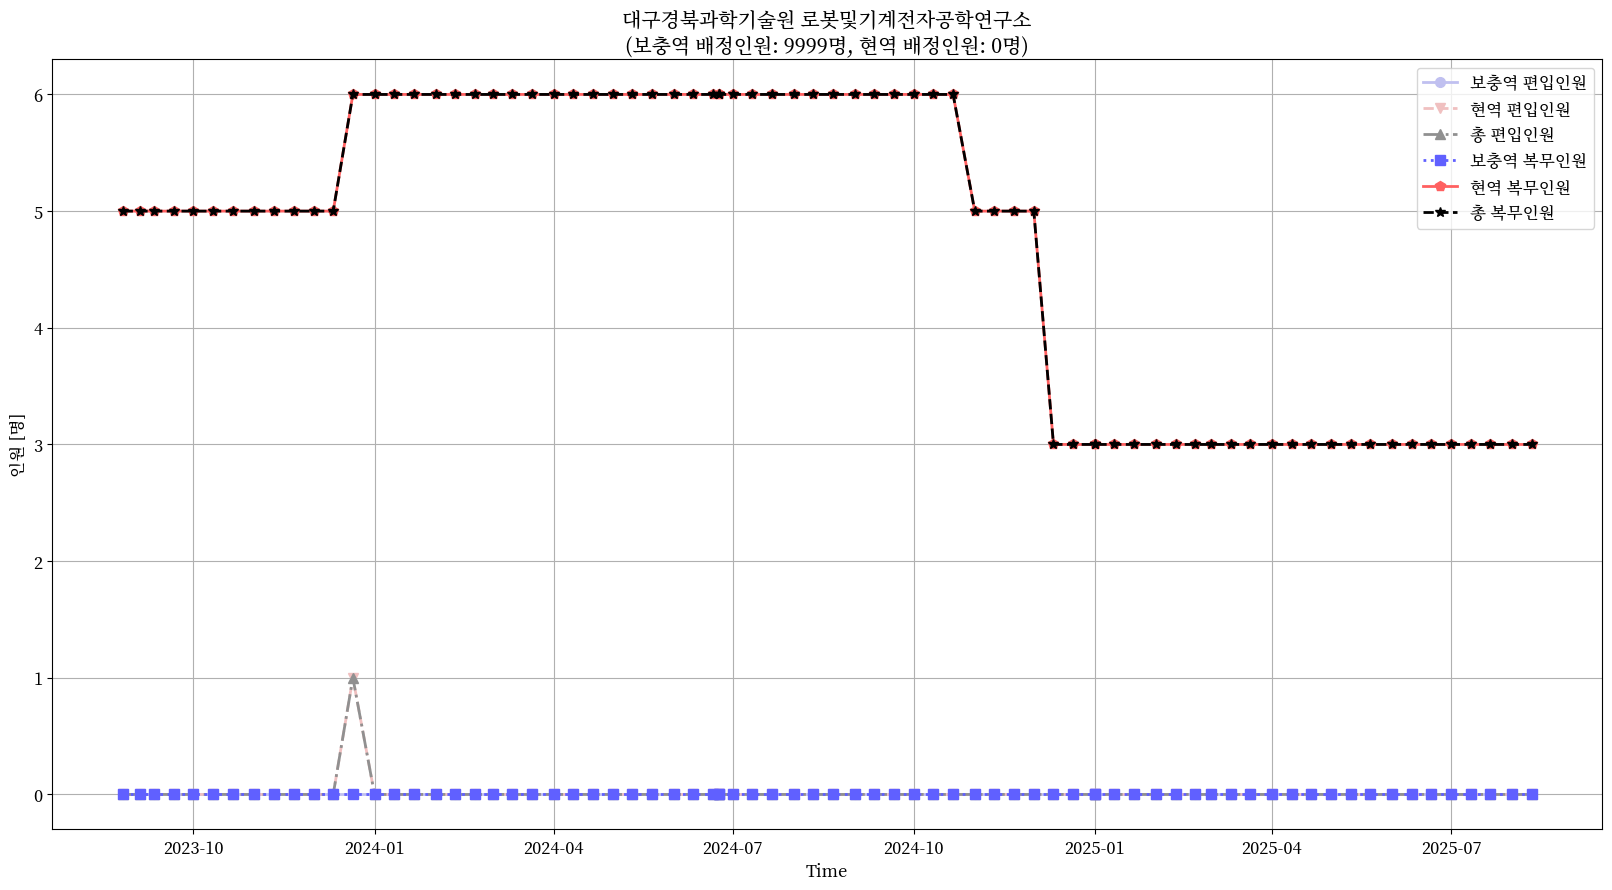 대구경북과학기술원 로봇및기계전자공학연구소
(보충역 배정인원: 9999명, 현역 배정인원: 0명)
보충역 편입인원
현역 편입인원
총 편입인원
보충역 복무인원
현역 복무인원
총 복무인원
인원 [명]
6
5
4
3
2
1
0
2023-10
2024-01
2024-04
2024-07
2024-10
2025-01
2025-04
2025-07
Time